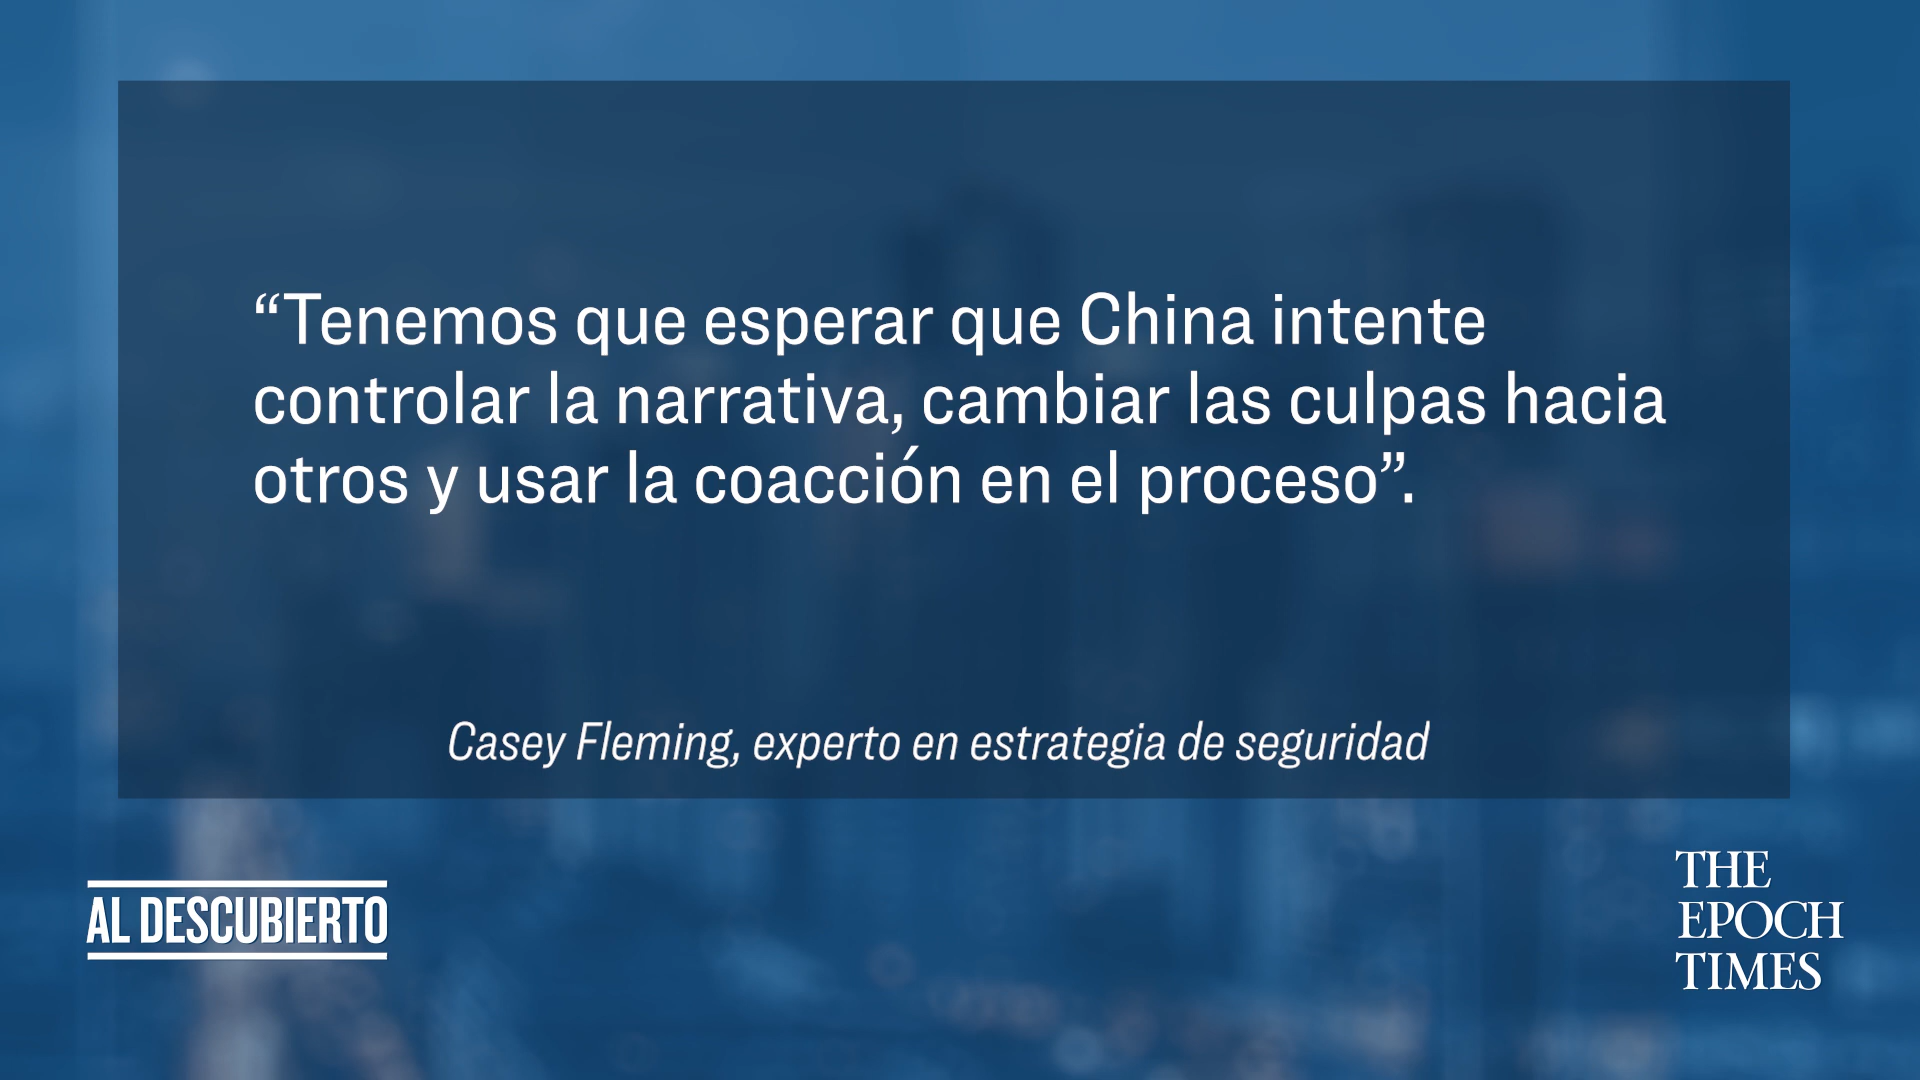 “Tenemos que esperar que China intente
controlar la narrativa, cambiar las culpas hacia
otros y usar la coacción en el proceso”.
Casey Fleming, experto en estrategia de seguridad
AL DESCUBIERTO
THE
EPOCH
TIMES